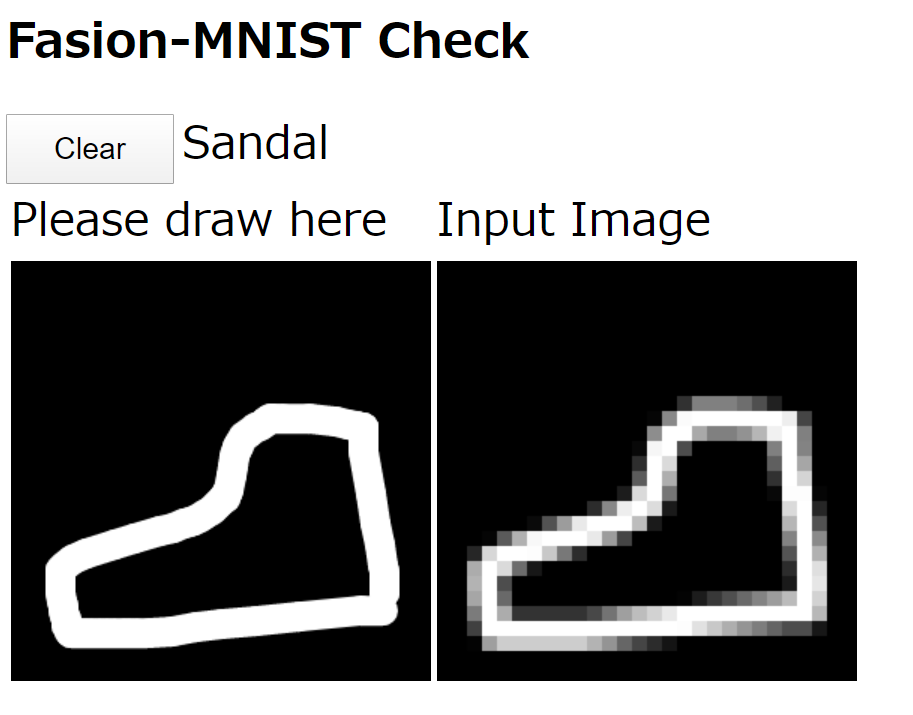 Fasion-MNIST Check
Clear Sandal
Please draw here Input Image